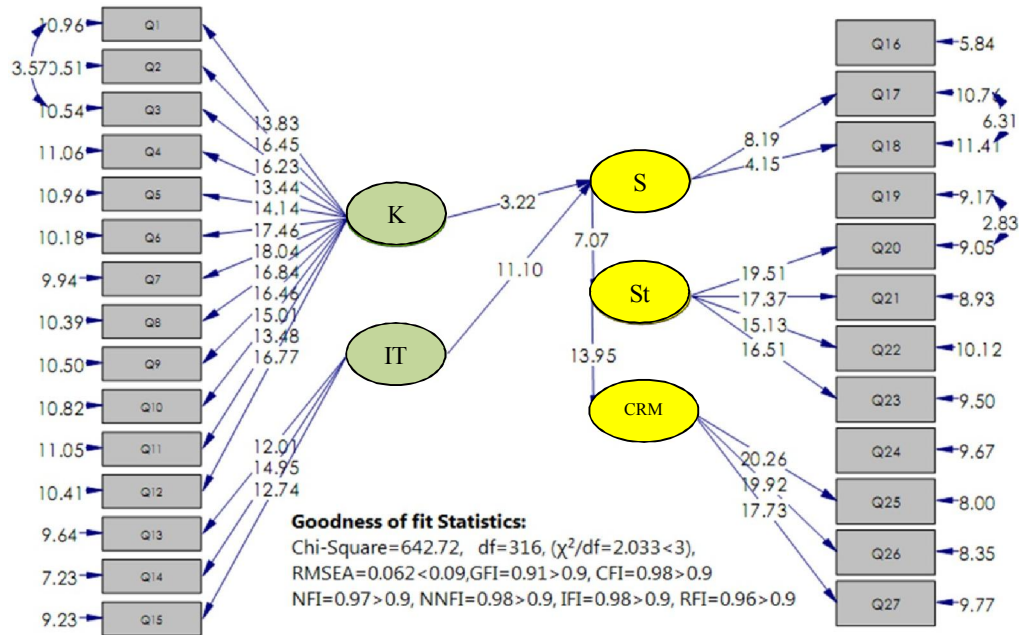 10.96 Q1
3.57 0.51 Q2
10.54 Q3
11.06 Q4
10.96 Q5
10.18 Q6
9.94 Q7
10.39 Q8
10.50 Q9
10.82 Q10
11.05 Q11
10.41 Q12
9.64 Q13
7.23 Q14
9.23 Q15
13.83
16.45
16.23
13.44
14.14
17.46
18.04
16.84
16.46
15.01
13.48
16.77
12.01
14.95
12.74
K
IT
3.22
11.10
S
7.07
St
13.95
CRM
8.19
4.15
19.51
17.37
15.13
16.51
20.26
19.92
17.73
Q16 5.84
Q17 10.74
6.31
Q18 11.41
Q19 9.17
2.83
Q20 9.05
Q21 8.93
Q22 10.12
Q23 9.50
Q24 9.67
Q25 8.00
Q26 8.35
Q27 9.77
Goodness of fit Statistics:
Chi-Square=642.72, df=316, (χ²/df=2.033<3),
RMSEA=0.062<0.09,GFI=0.91>0.9, CFI=0.98>0.9
NFI=0.97>0.9, NNFI=0.98>0.9, IFI=0.98>0.9, RFI=0.96>0.9